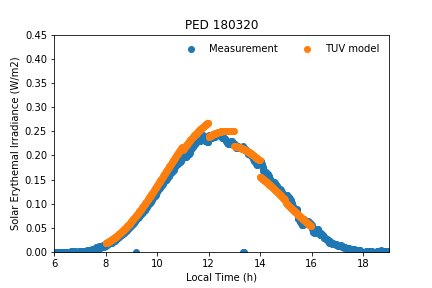 PED 180320
Measurement TUV model
0.45
0.40
0.35
0.30
0.25
0.20
0.15
0.10
0.05
0.00
Solar Erythemal Irradiance (W/m2)
6 8 10 12 14 16 18
Local Time (h)